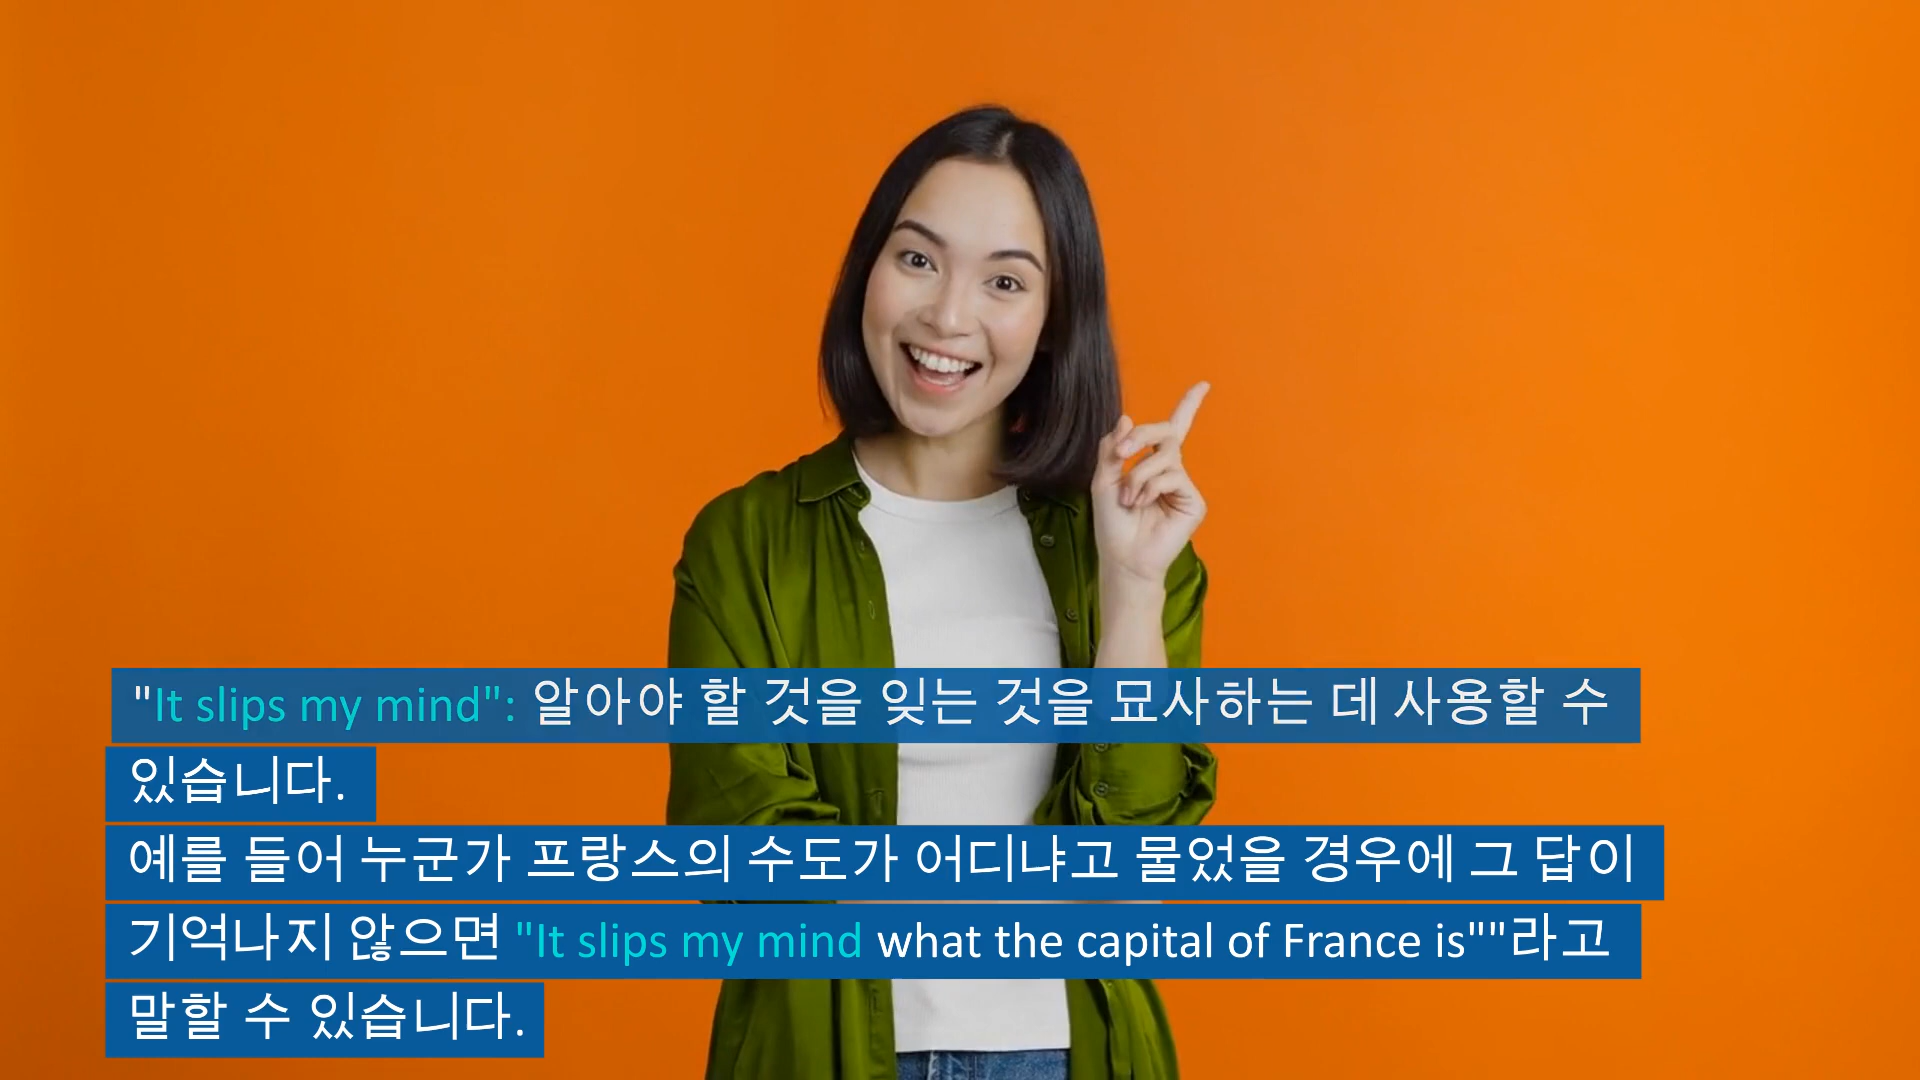 "It slips my mind": 알아야 할 것을 잊는 것을 묘사하는 데 사용할 수
있습니다.
예를 들어 누군가 프랑스의 수도가 어디냐고 물었을 경우에 그 답이
기억나지 않으면 "It slips my mind what the capital of France is""라고
말할 수 있습니다.